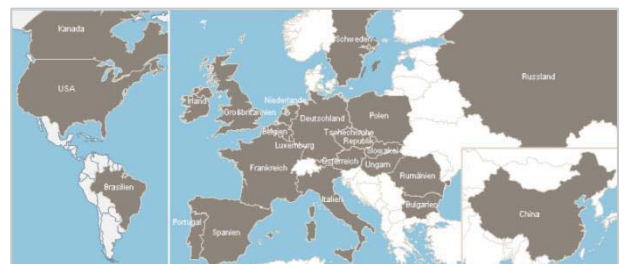 Kanada
USA
Brasilien
Schweden
Russland
Irland
Großbritannien
Niederlande
Deutschland
Polen
Belgien
Tschechische
Republik
Luxemburg
Slowakei
Frankreich
Österreich
Ungarn
Rumänien
Italien
Bulgarien
Portugal
Spanien
China